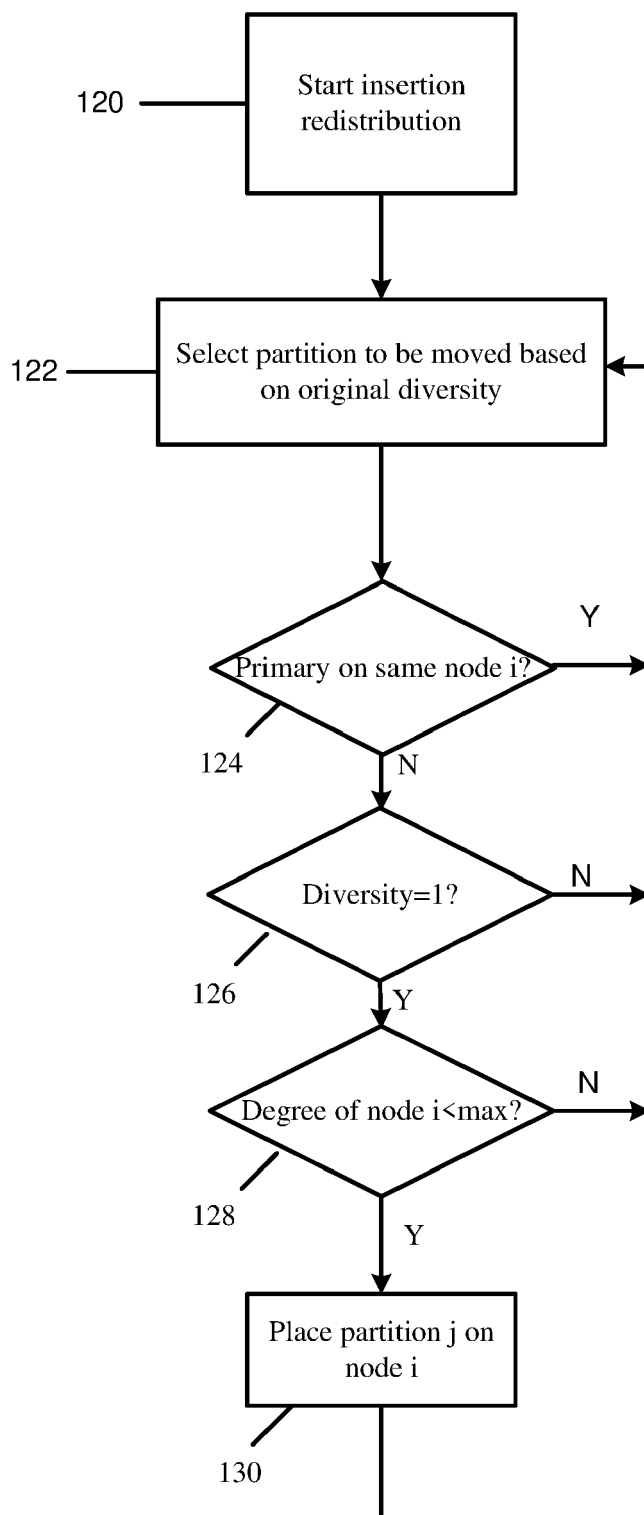 120
Start insertion
redistribution
122
Select partition to be moved based
on original diversity
Y
Primary on same node i?
124
N
N
Diversity=1?
126
Y
N
Degree of node i<max?
128
Y
Place partition j on
node i
130